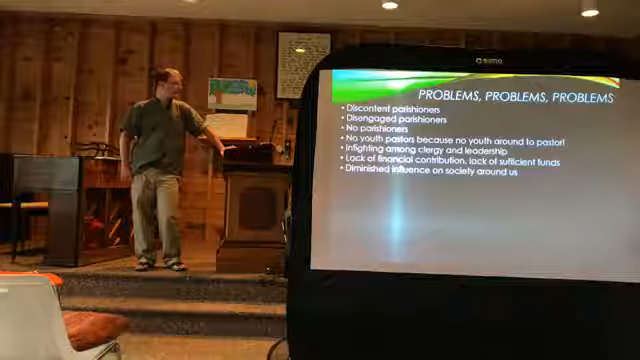 PROBLEMS, PROBLEMS, PROBLEMS
• Discontent parishioners
• Disengaged parishioners
• No parishioners
• No youth pastors because no youth around to pastor!
• Infighting among clergy and leadership
• Lack of financial contribution, lack of sufficient funds
• Diminished influence on society around us